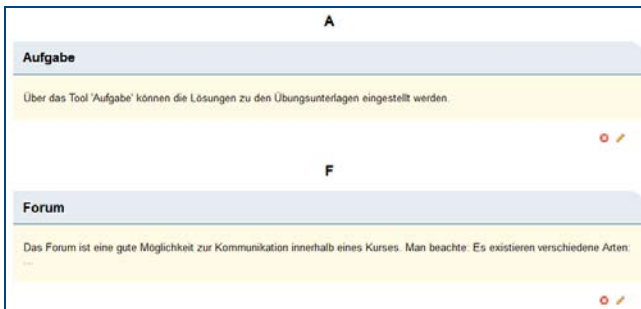 A
Aufgabe
Über das Tool 'Aufgabe' können die Lösungen zu den Übungsunterlagen eingestellt werden.
F
Forum
Das Forum ist eine gute Möglichkeit zur Kommunikation innerhalb eines Kurses. Man beachte: Es existieren verschiedene Arten:
...